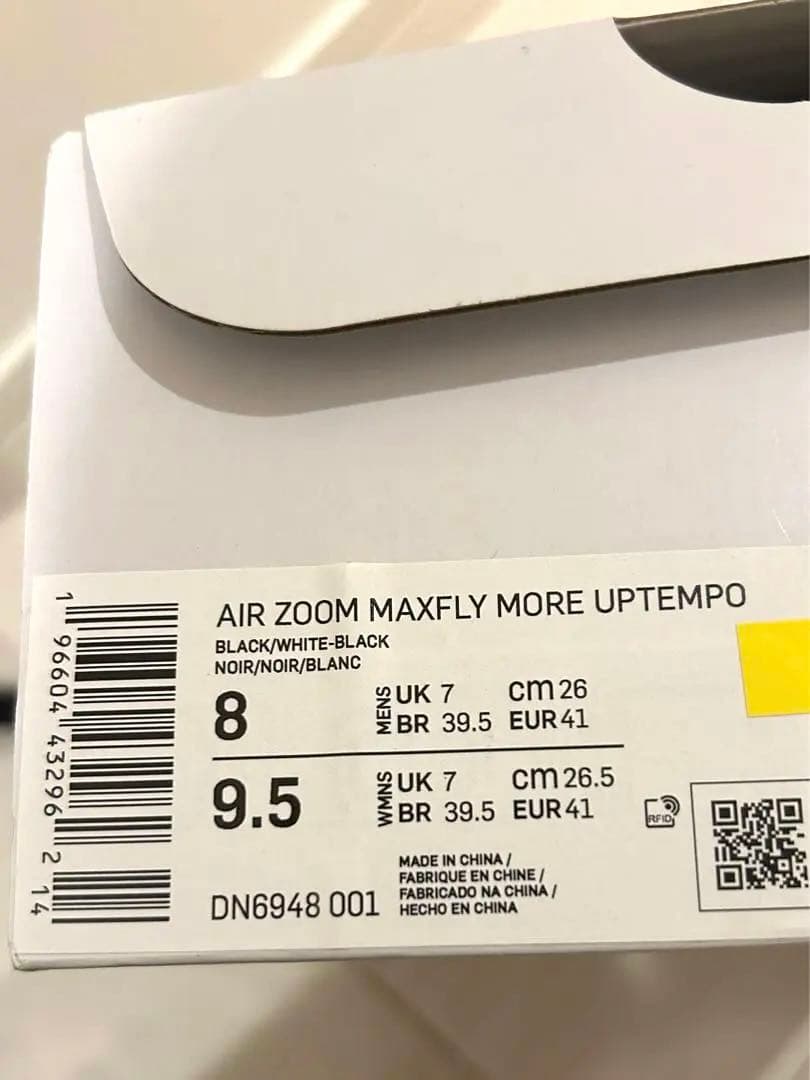 AIR ZOOM MAXFLY MORE UPTEMPO
BLACK/WHITE-BLACK
NOIR/NOIR/BLANC
8 MENS UK 7 cm 26
BR 39.5 EUR 41
9.5 WMNS UK 7 cm 26.5
BR 39.5 EUR 41
RFID
MADE IN CHINA /
FABRIQUE EN CHINE /
FABRICADO NA CHINA /
HECHO EN CHINA
DN6948 001
1 96604 43296 2 14